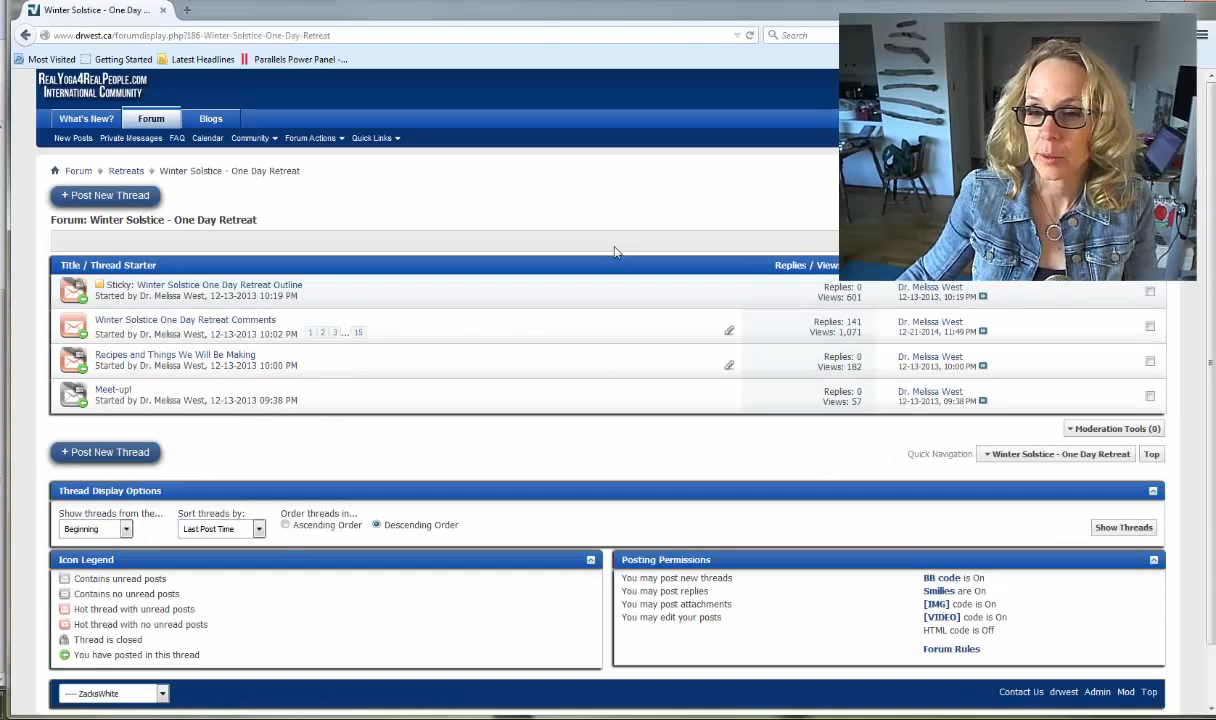 Winter Solstice - One Day ...
www.drwest.ca/forumdisplay.php?186-Winter-Solstice-One-Day-Retreat
Search
Most Visited
Getting Started
Latest Headlines
Parallels Power Panel -...
REALYOGA4REALPEOPLE.COM
INTERNATIONAL COMMUNITY
What's New? Forum Blogs
New Posts Private Messages FAQ Calendar Community Forum Actions Quick Links
Forum Retreats Winter Solstice - One Day Retreat
+ Post New Thread
Forum: Winter Solstice - One Day Retreat
Title / Thread Starter Replies / View
Sticky: Winter Solstice One Day Retreat Outline
Started by Dr. Melissa West, 12-13-2013 10:19 PM
Replies: 0
Views: 601
Dr. Melissa West
12-13-2013, 10:19 PM
Winter Solstice One Day Retreat Comments
Started by Dr. Melissa West, 12-13-2013 10:02 PM 1 2 3 ... 15
Replies: 141
Views: 1,071
Dr. Melissa West
12-21-2014, 11:49 PM
Recipes and Things We Will Be Making
Started by Dr. Melissa West, 12-13-2013 10:00 PM
Replies: 0
Views: 182
Dr. Melissa West
12-13-2013, 10:00 PM
Meet-up!
Started by Dr. Melissa West, 12-13-2013 09:38 PM
Replies: 0
Views: 57
Dr. Melissa West
12-13-2013, 09:38 PM
Moderation Tools (0)
+ Post New Thread
Quick Navigation Winter Solstice - One Day Retreat Top
Thread Display Options
Show threads from the...
Beginning
Sort threads by:
Last Post Time
Order threads in...
Ascending Order Descending Order
Show Threads
Icon Legend
Contains unread posts
Contains no unread posts
Hot thread with unread posts
Hot thread with no unread posts
Thread is closed
You have posted in this thread
Posting Permissions
You may post new threads
You may post replies
You may post attachments
You may edit your posts
BB code is On
Smilies are On
[IMG] code is On
[VIDEO] code is On
HTML code is Off
Forum Rules
---- ZacksWhite
Contact Us drwest Admin Mod Top